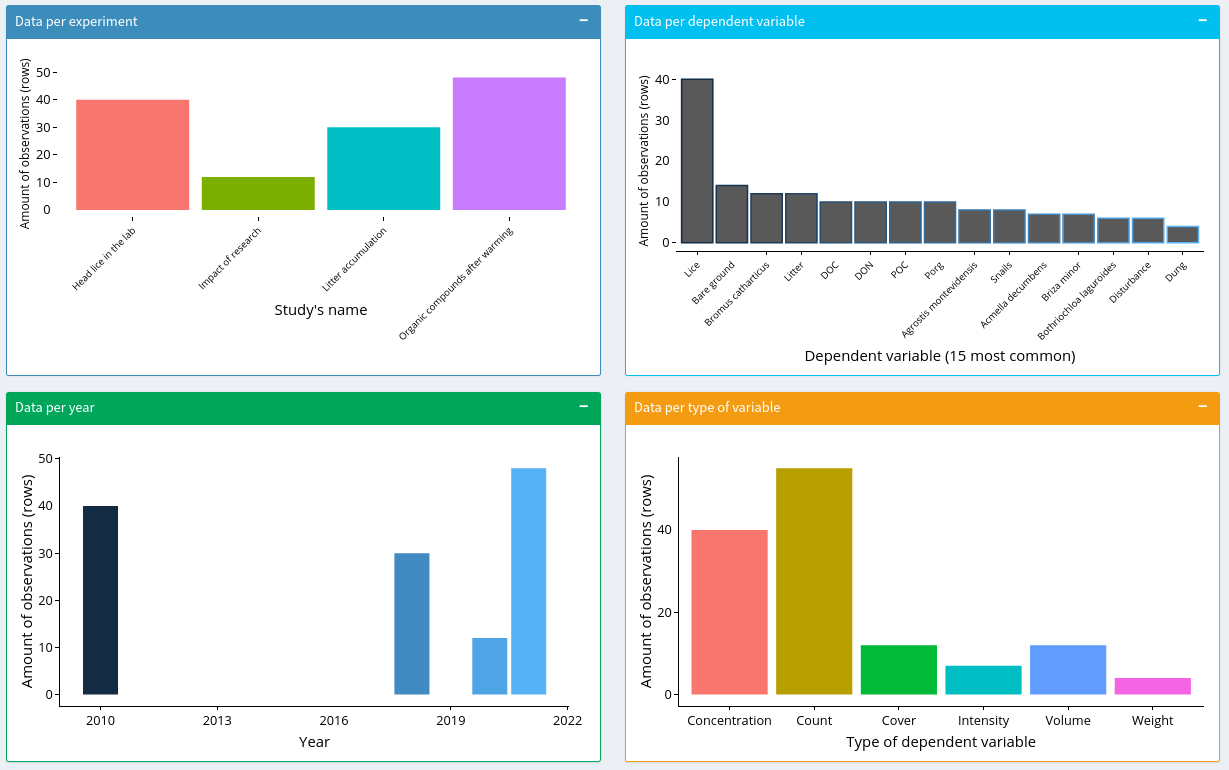 Data per experiment
Amount of observations (rows)
50
40
30
20
10
0
Head lice in the lab
Impact of research
Litter accumulation
Organic compounds after warming
Study's name
Data per dependent variable
Amount of observations (rows)
40
30
20
10
0
Lice
Bare ground
Bromus catharticus
Litter
DOC
DON
POC
Porg
Agrostis montevidensis
Snails
Acmella decumbens
Briza minor
Bothriochloa laguroides
Disturbance
Dung
Dependent variable (15 most common)
Data per year
Amount of observations (rows)
50
40
30
20
10
0
2010 2013 2016 2019 2022
Year
Data per type of variable
Amount of observations (rows)
40
20
0
Concentration Count Cover Intensity Volume Weight
Type of dependent variable